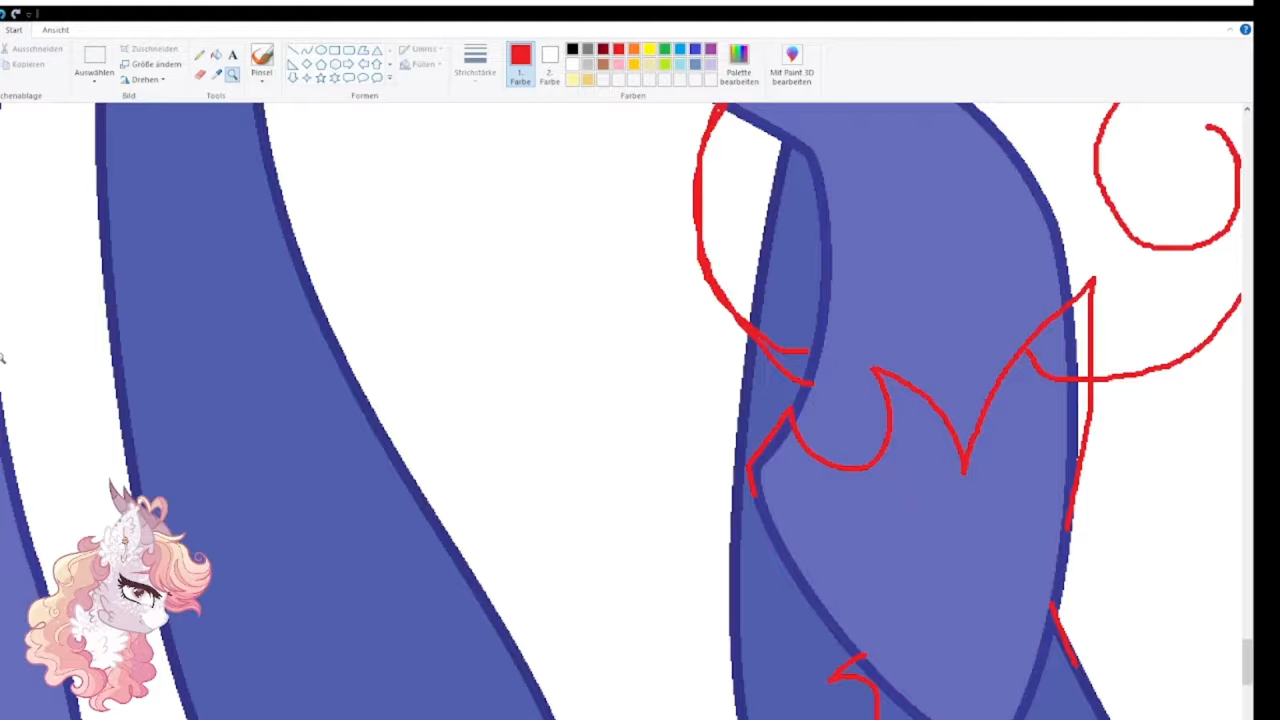 Start Ansicht
Ausschneiden
Kopieren
chenablage
Auswählen
Zuschneiden
Größe ändern
Drehen
Bild
A
Tools
Pinsel
Formen
Umriss
Füllen
Strichstärke
1.
Farbe
2.
Farbe
Farben
Palette
bearbeiten
Mit Paint 3D
bearbeiten
?